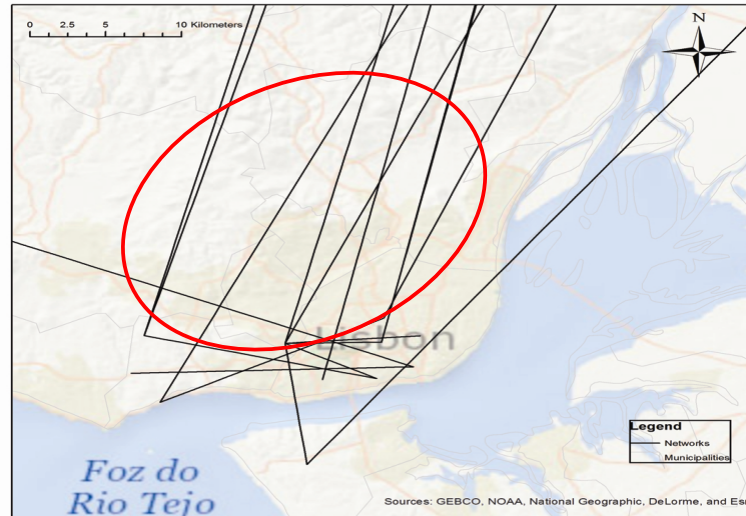 0 2.5 5 10 Kilometers
N
Lisbon
Legend
Networks
Municipalities
Foz do
Rio Tejo
Sources: GEBCO, NOAA, National Geographic, DeLorme, and Esr